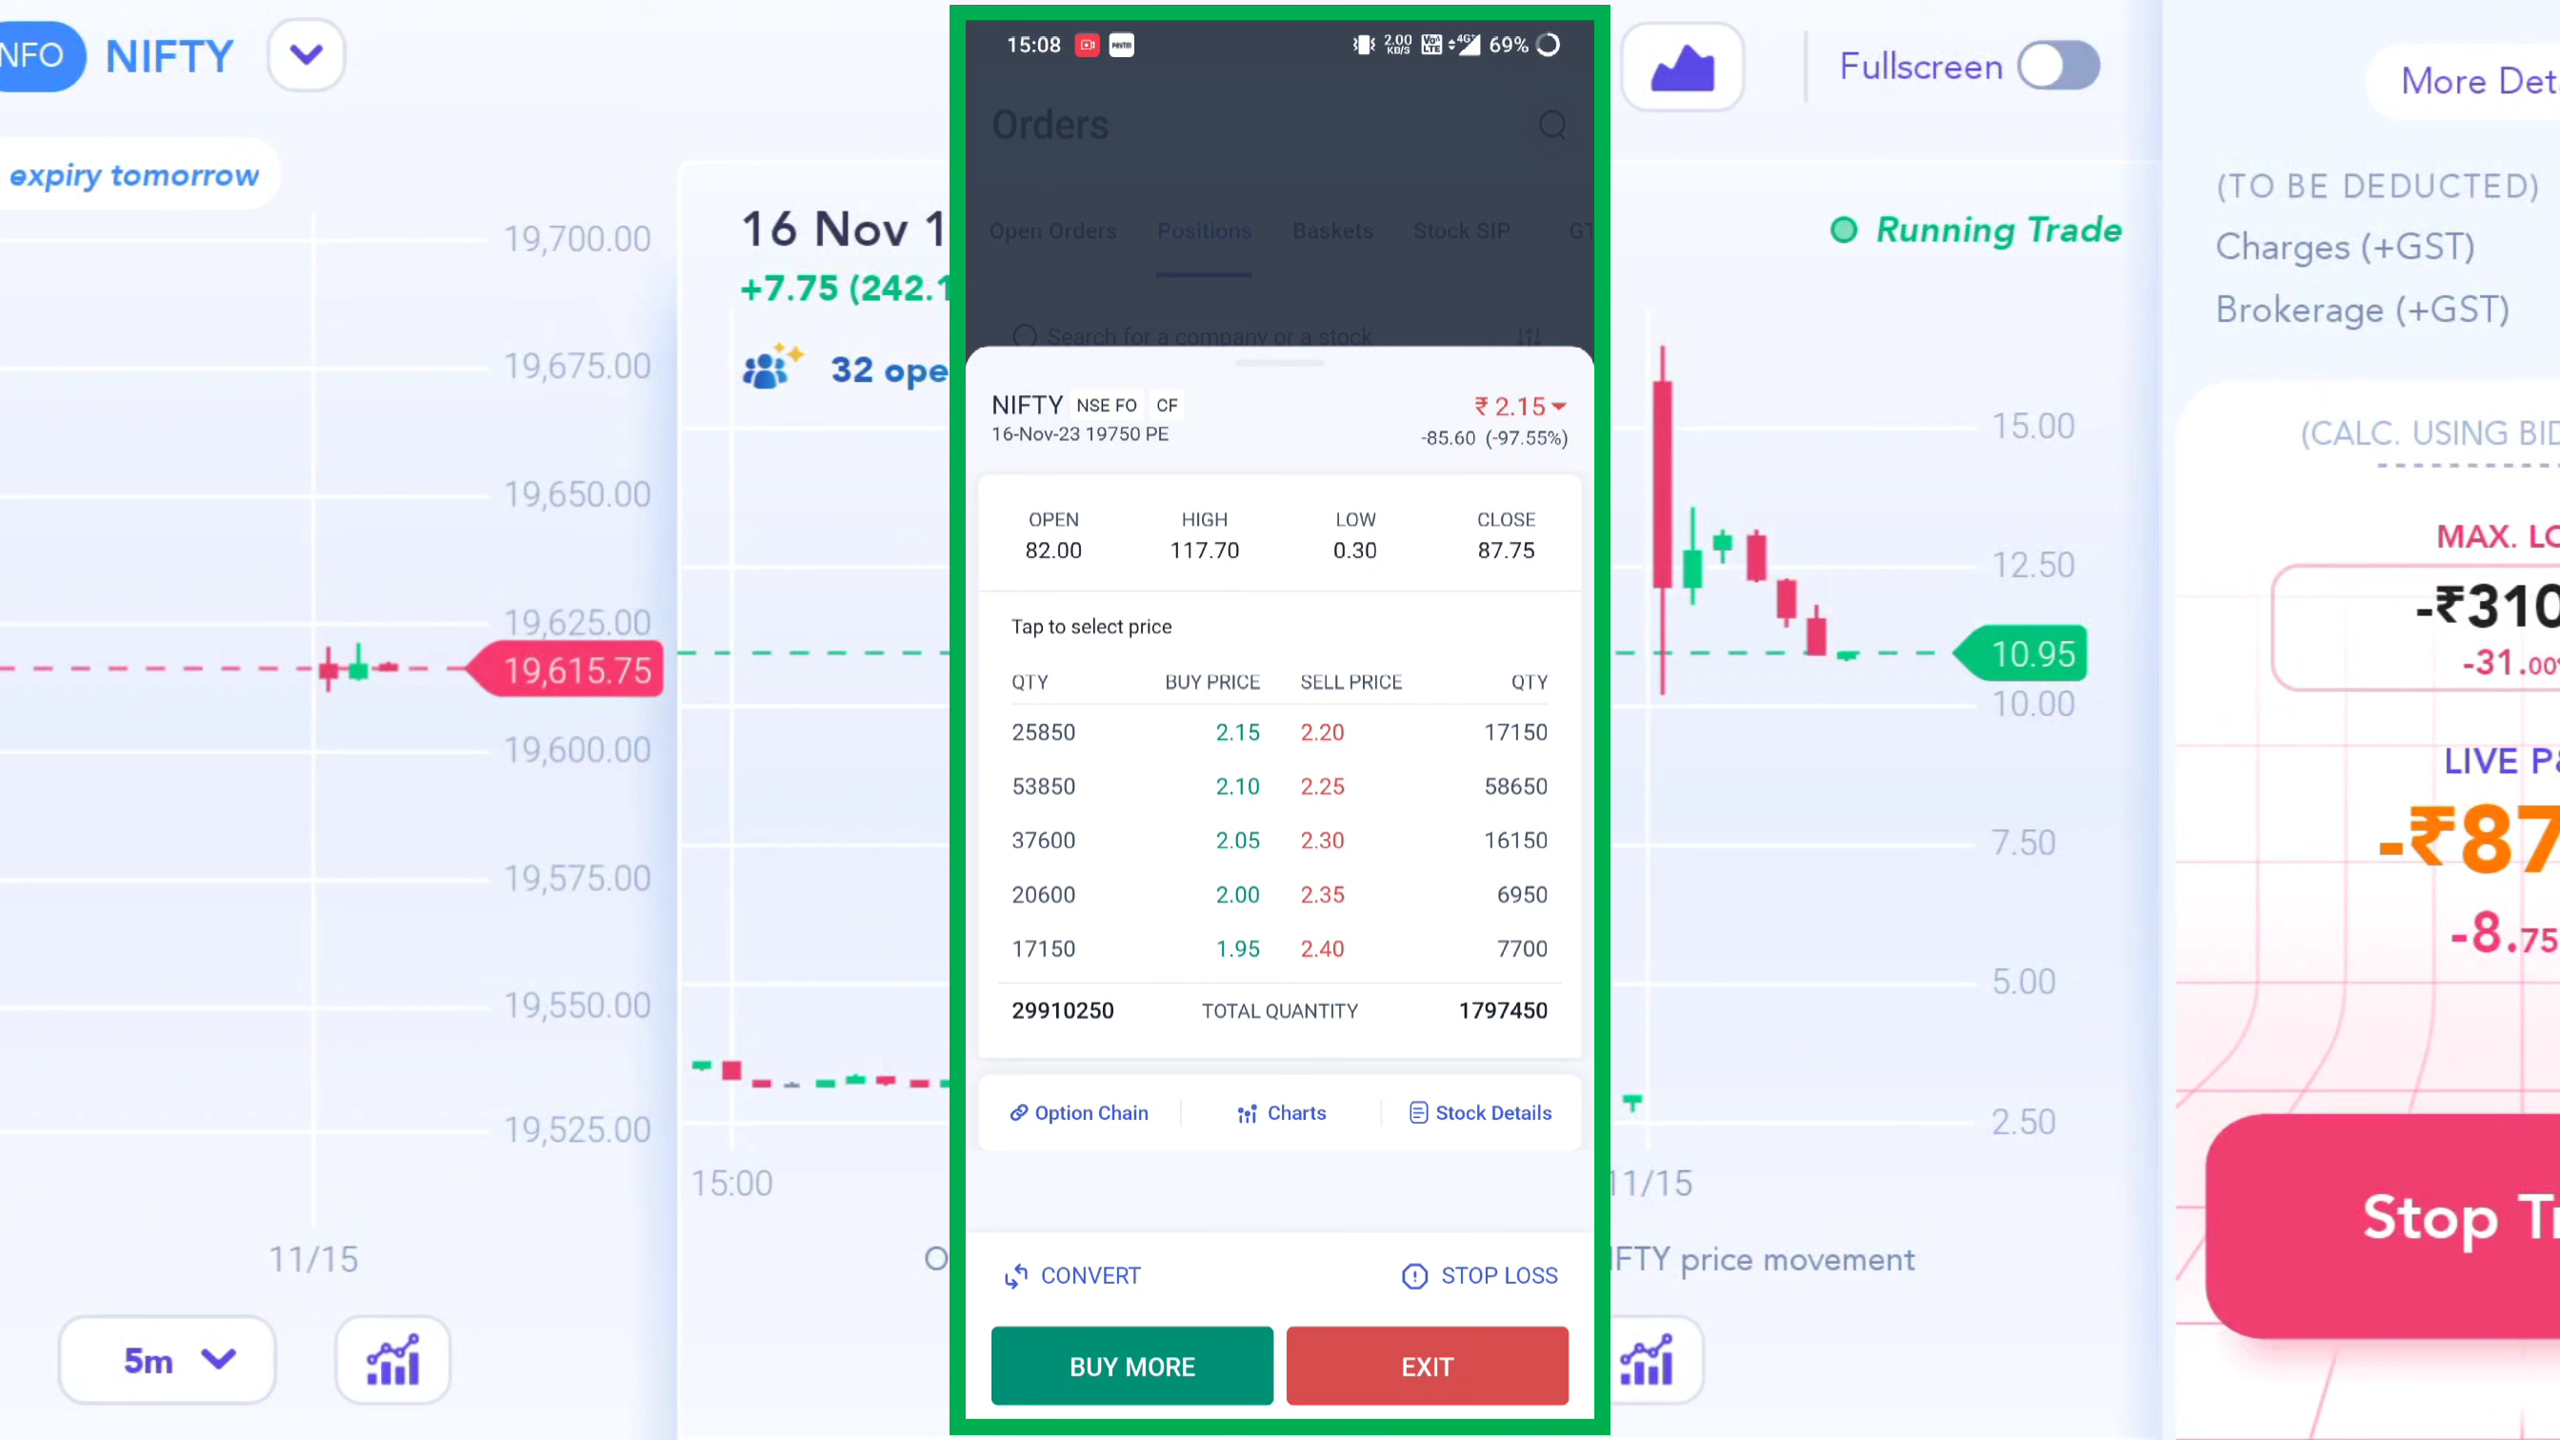 NFO NIFTY
expiry tomorrow
19,700.00
19,675.00
19,650.00
19,625.00
19,615.75
19,600.00
19,575.00
19,550.00
19,525.00
11/15
5m
16 Nov 1
+7.75 (242.1
32 ope
15:00
15:08 paytm 2.00 KB/S VoLTE 4G+ 69%
Orders
Open Orders Positions Baskets Stock SIP GT
Search for a company or a stock
NIFTY NSE FO CF ₹ 2.15
16-Nov-23 19750 PE -85.60 (-97.55%)
OPEN HIGH LOW CLOSE
82.00 117.70 0.30 87.75
Tap to select price
QTY BUY PRICE SELL PRICE QTY
25850 2.15 2.20 17150
53850 2.10 2.25 58650
37600 2.05 2.30 16150
20600 2.00 2.35 6950
17150 1.95 2.40 7700
29910250 TOTAL QUANTITY 1797450
Option Chain Charts Stock Details
CONVERT STOP LOSS
BUY MORE EXIT
Fullscreen
Running Trade
15.00
12.50
10.95
10.00
7.50
5.00
2.50
11/15
IFTY price movement
More Det
(TO BE DEDUCTED)
Charges (+GST)
Brokerage (+GST)
(CALC. USING BID
MAX. LO
-₹310
-31.00%
LIVE P&
-₹87
-8.75
Stop Tr